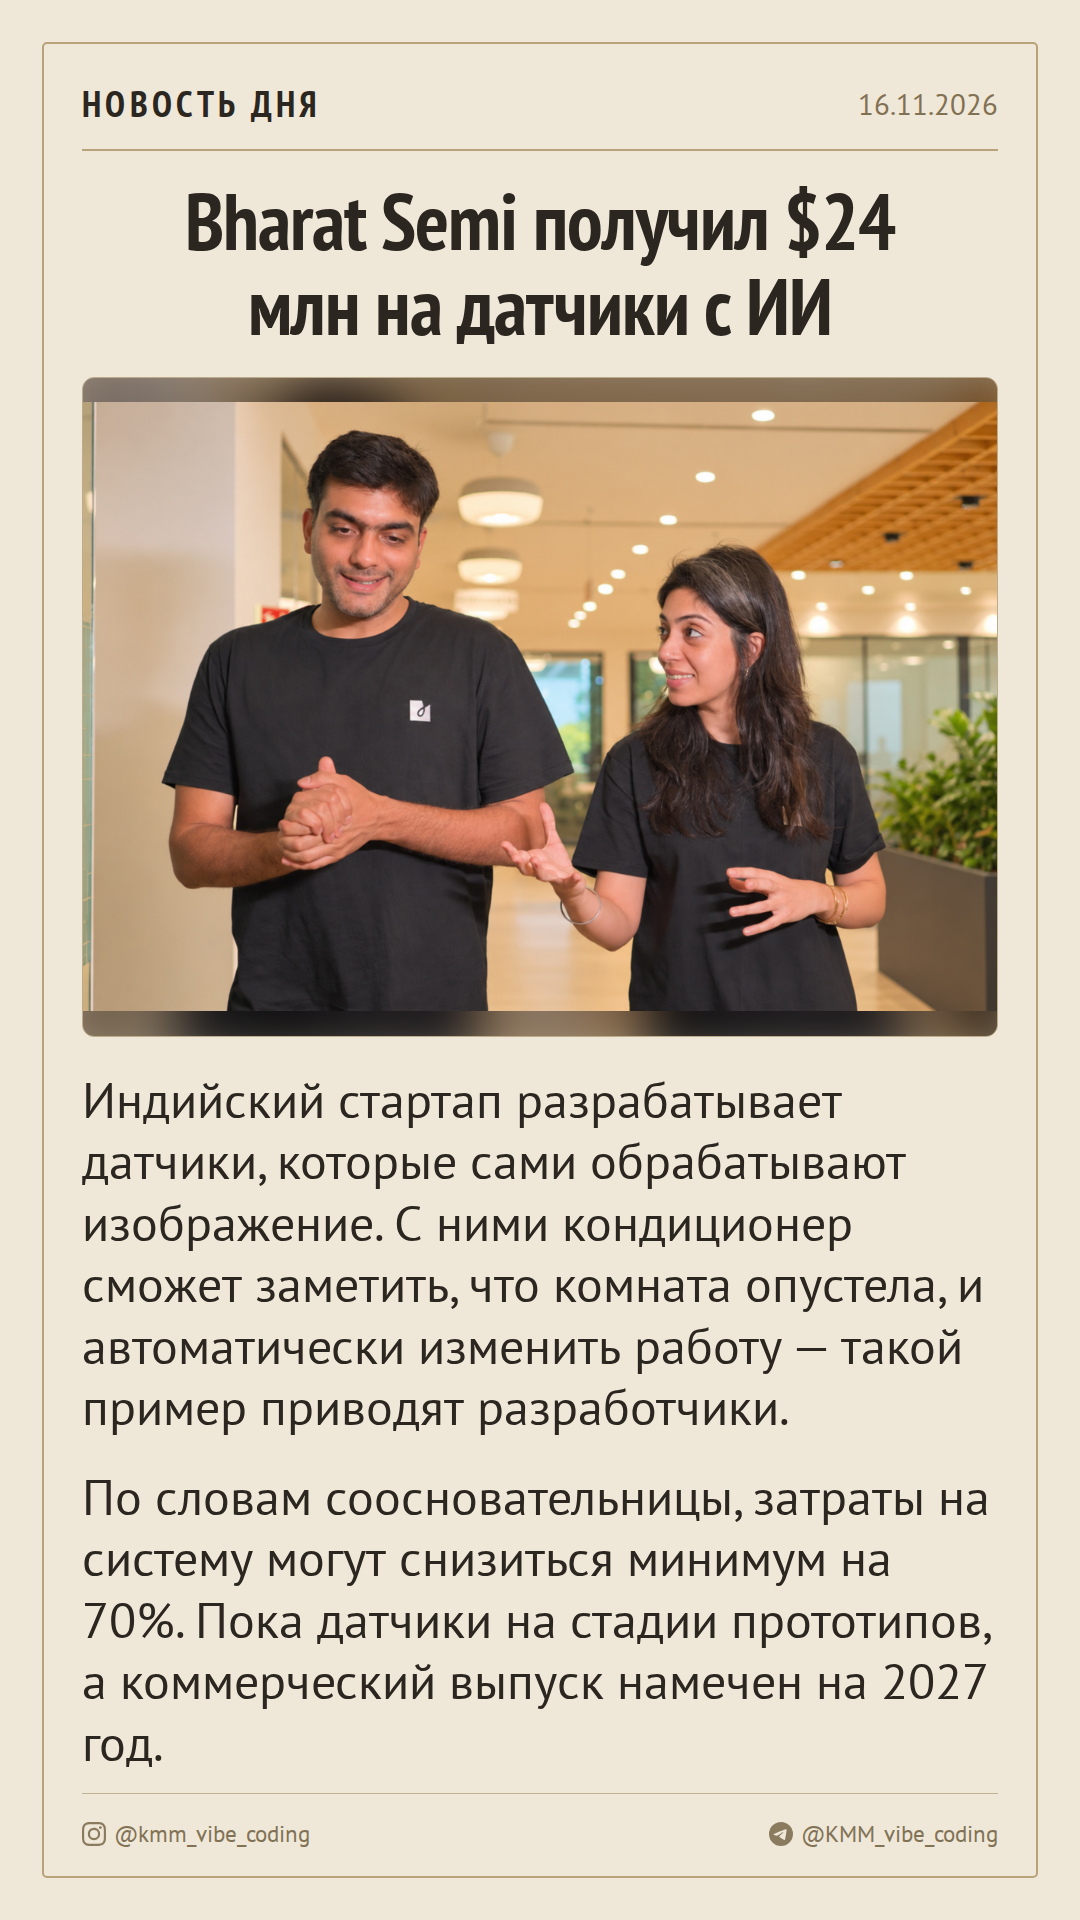 НОВОСТЬ ДНЯ
16.11.2026
Bharat Semi получил $24
млн на датчики с ИИ
Индийский стартап разрабатывает
датчики, которые сами обрабатывают
изображение. С ними кондиционер
сможет заметить, что комната опустела, и
автоматически изменить работу — такой
пример приводят разработчики.
По словам соосновательницы, затраты на
систему могут снизиться минимум на
70%. Пока датчики на стадии прототипов,
а коммерческий выпуск намечен на 2027
год.
@kmm_vibe_coding
@KMM_vibe_coding